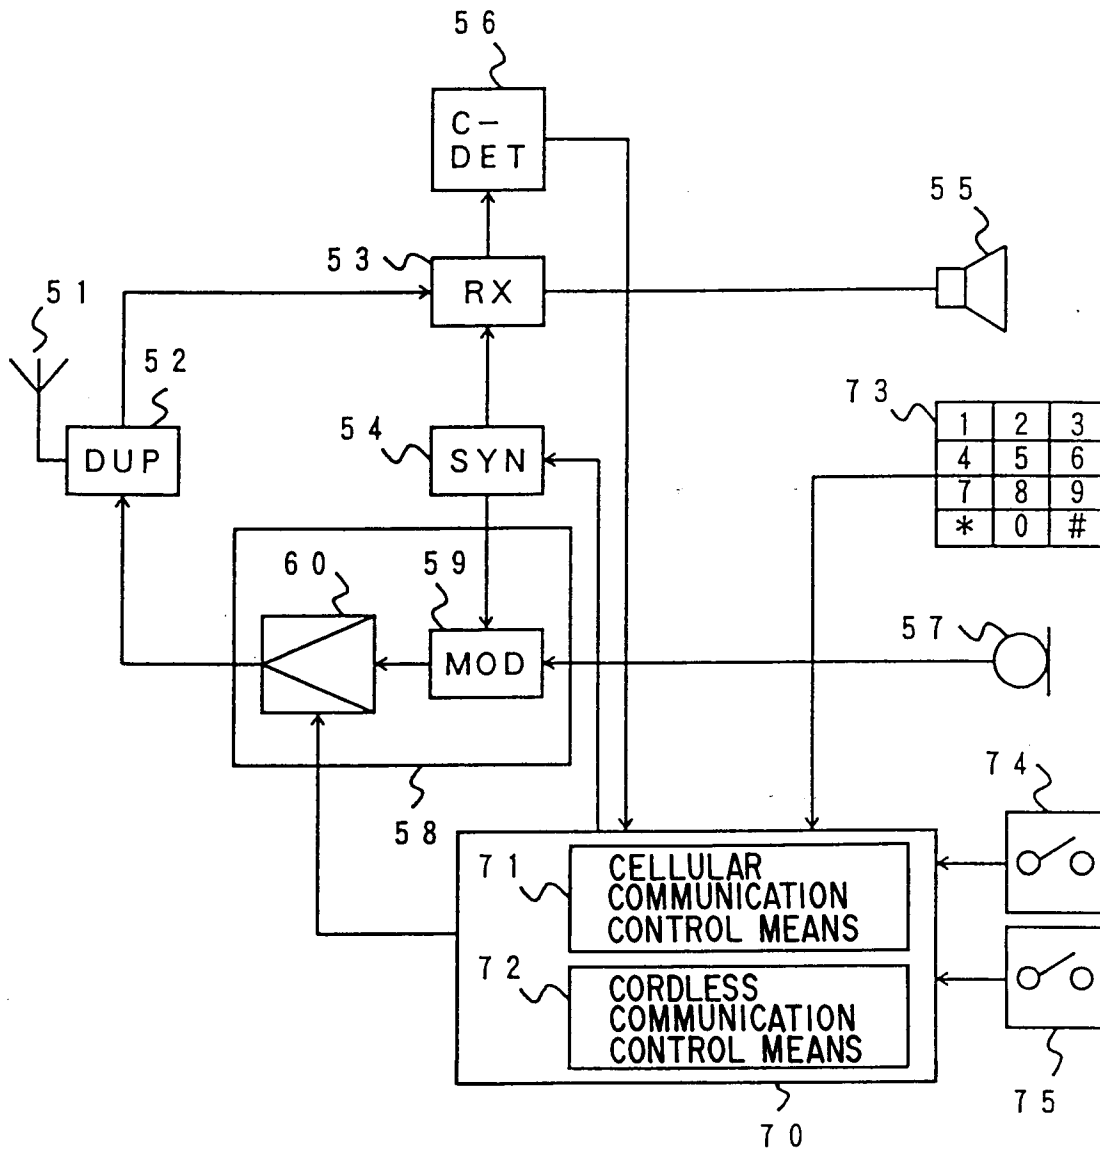 56
C-
DET
55
53
RX
51
52
73
1 2 3
54
DUP
SYN
4 5 6
7 8 9
* 0 #
60
59
57
MOD
74
58
71
CELLULAR
COMMUNICATION
CONTROL MEANS
72
CORDLESS
COMMUNICATION
CONTROL MEANS
75
70